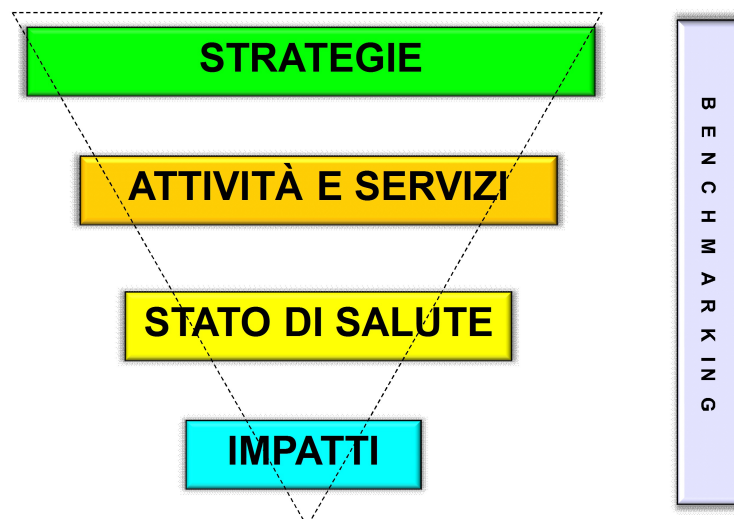 STRATEGIE
ATTIVITÀ E SERVIZI
STATO DI SALUTE
IMPATTI
BENCHMARKING